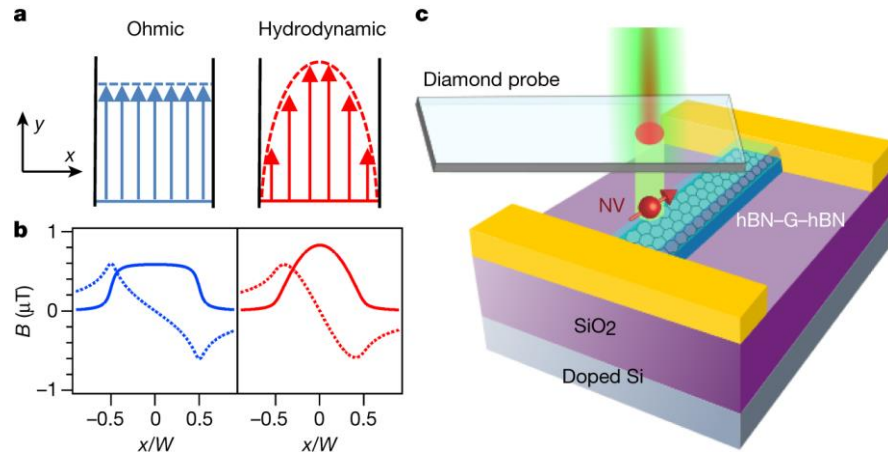 a
Ohmic
Hydrodynamic
y
x
b
1
0
−1
B (μT)
−0.5
0
0.5
−0.5
0
0.5
x/W
x/W
c
Diamond probe
NV
hBN–G–hBN
SiO2
Doped Si